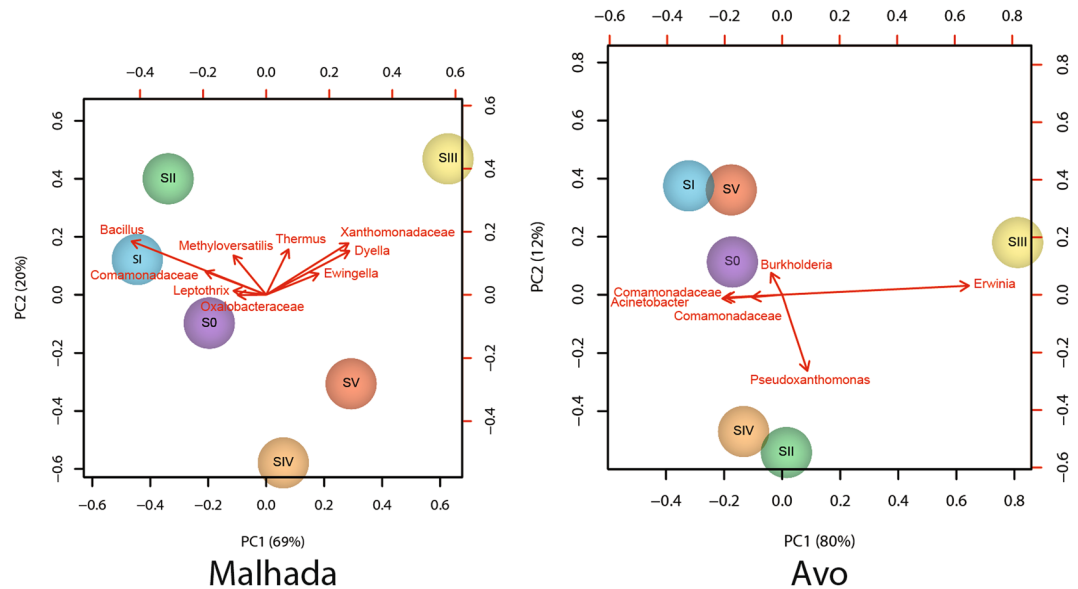 −0.4 −0.2 0.0 0.2 0.4 0.6
PC2 (20%)
0.6
0.4
0.2
0.0
−0.2
−0.4
−0.6
0.6
0.4
0.2
0.0
−0.2
−0.4
SII
SIII
Bacillus
SI
Methyloversatilis
Thermus
Xanthomonadaceae
Dyella
Comamonadaceae
Ewingella
Leptothrix
Oxalobacteraceae
S0
SV
SIV
−0.6 −0.4 −0.2 0.0 0.2 0.4 0.6
PC1 (69%)
Malhada
−0.6 −0.4 −0.2 0.0 0.2 0.4 0.6 0.8
PC2 (12%)
0.8
0.6
0.4
0.2
0.0
−0.2
−0.4
0.8
0.6
0.4
0.2
0.0
−0.2
−0.4
−0.6
SI
SV
SIII
S0
Burkholderia
Erwinia
Comamonadaceae
Acinetobacter
Comamonadaceae
Pseudoxanthomonas
SIV
SII
−0.4 −0.2 0.0 0.2 0.4 0.6 0.8
PC1 (80%)
Avo